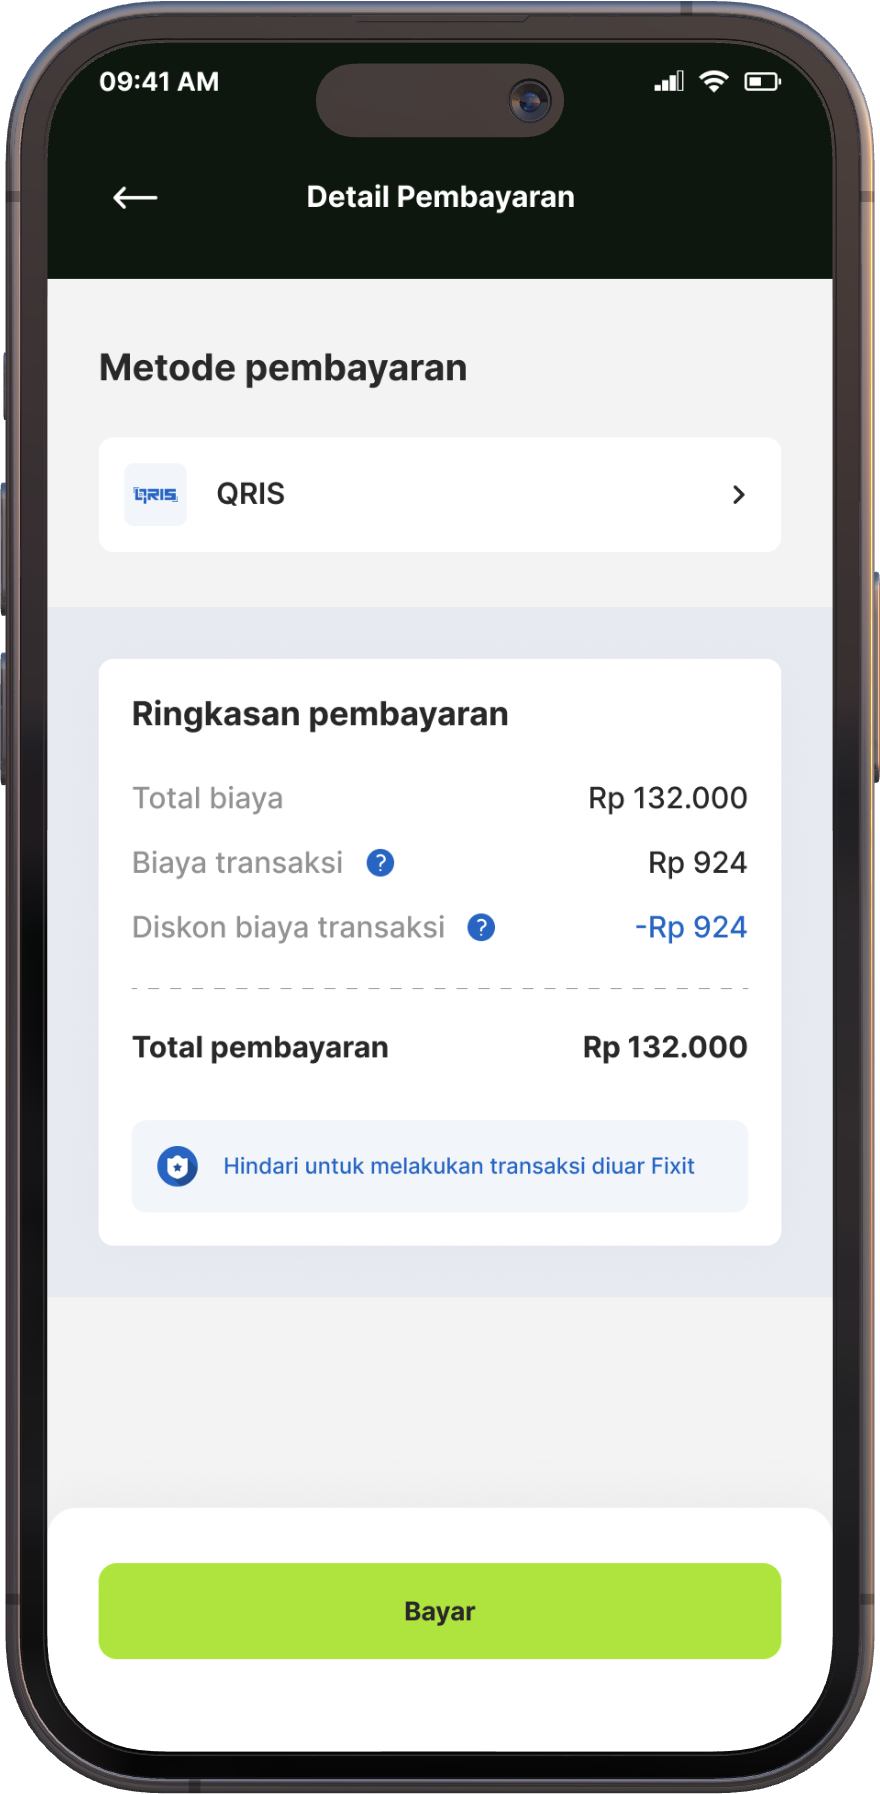 09:41 AM
Detail Pembayaran
Metode pembayaran
QRIS QRIS
Ringkasan pembayaran
Total biaya Rp 132.000
Biaya transaksi ? Rp 924
Diskon biaya transaksi ? -Rp 924
Total pembayaran Rp 132.000
Hindari untuk melakukan transaksi diuar Fixit
Bayar